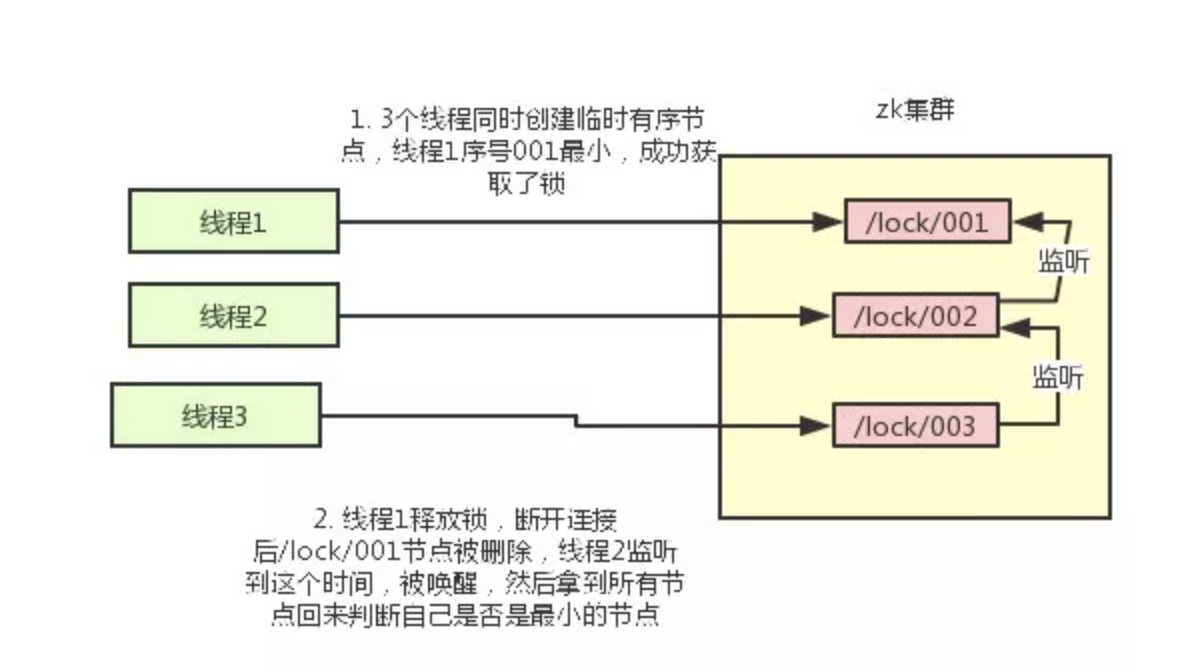 1. 3个线程同时创建临时有序节
点，线程1序号001最小，成功获
取了锁
zk集群
线程1
/lock/001
监听
线程2
/lock/002
监听
线程3
/lock/003
2. 线程1释放锁，断开连接
后/lock/001节点被删除，线程2监听
到这个时间，被唤醒，然后拿到所有节
点回来判断自己是否是最小的节点